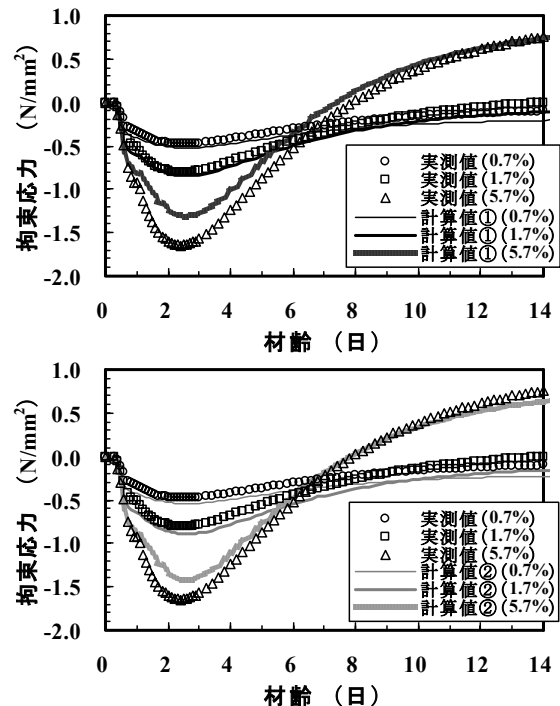 拘束応力 (N/mm²)
1.0
0.5
0.0
-0.5
-1.0
-1.5
-2.0
実測値(0.7%)
実測値(1.7%)
実測値(5.7%)
計算値①(0.7%)
計算値①(1.7%)
計算値①(5.7%)
0 2 4 6 8 10 12 14
材齢 (日)
拘束応力 (N/mm²)
1.0
0.5
0.0
-0.5
-1.0
-1.5
-2.0
実測値(0.7%)
実測値(1.7%)
実測値(5.7%)
計算値②(0.7%)
計算値②(1.7%)
計算値②(5.7%)
0 2 4 6 8 10 12 14
材齢 (日)